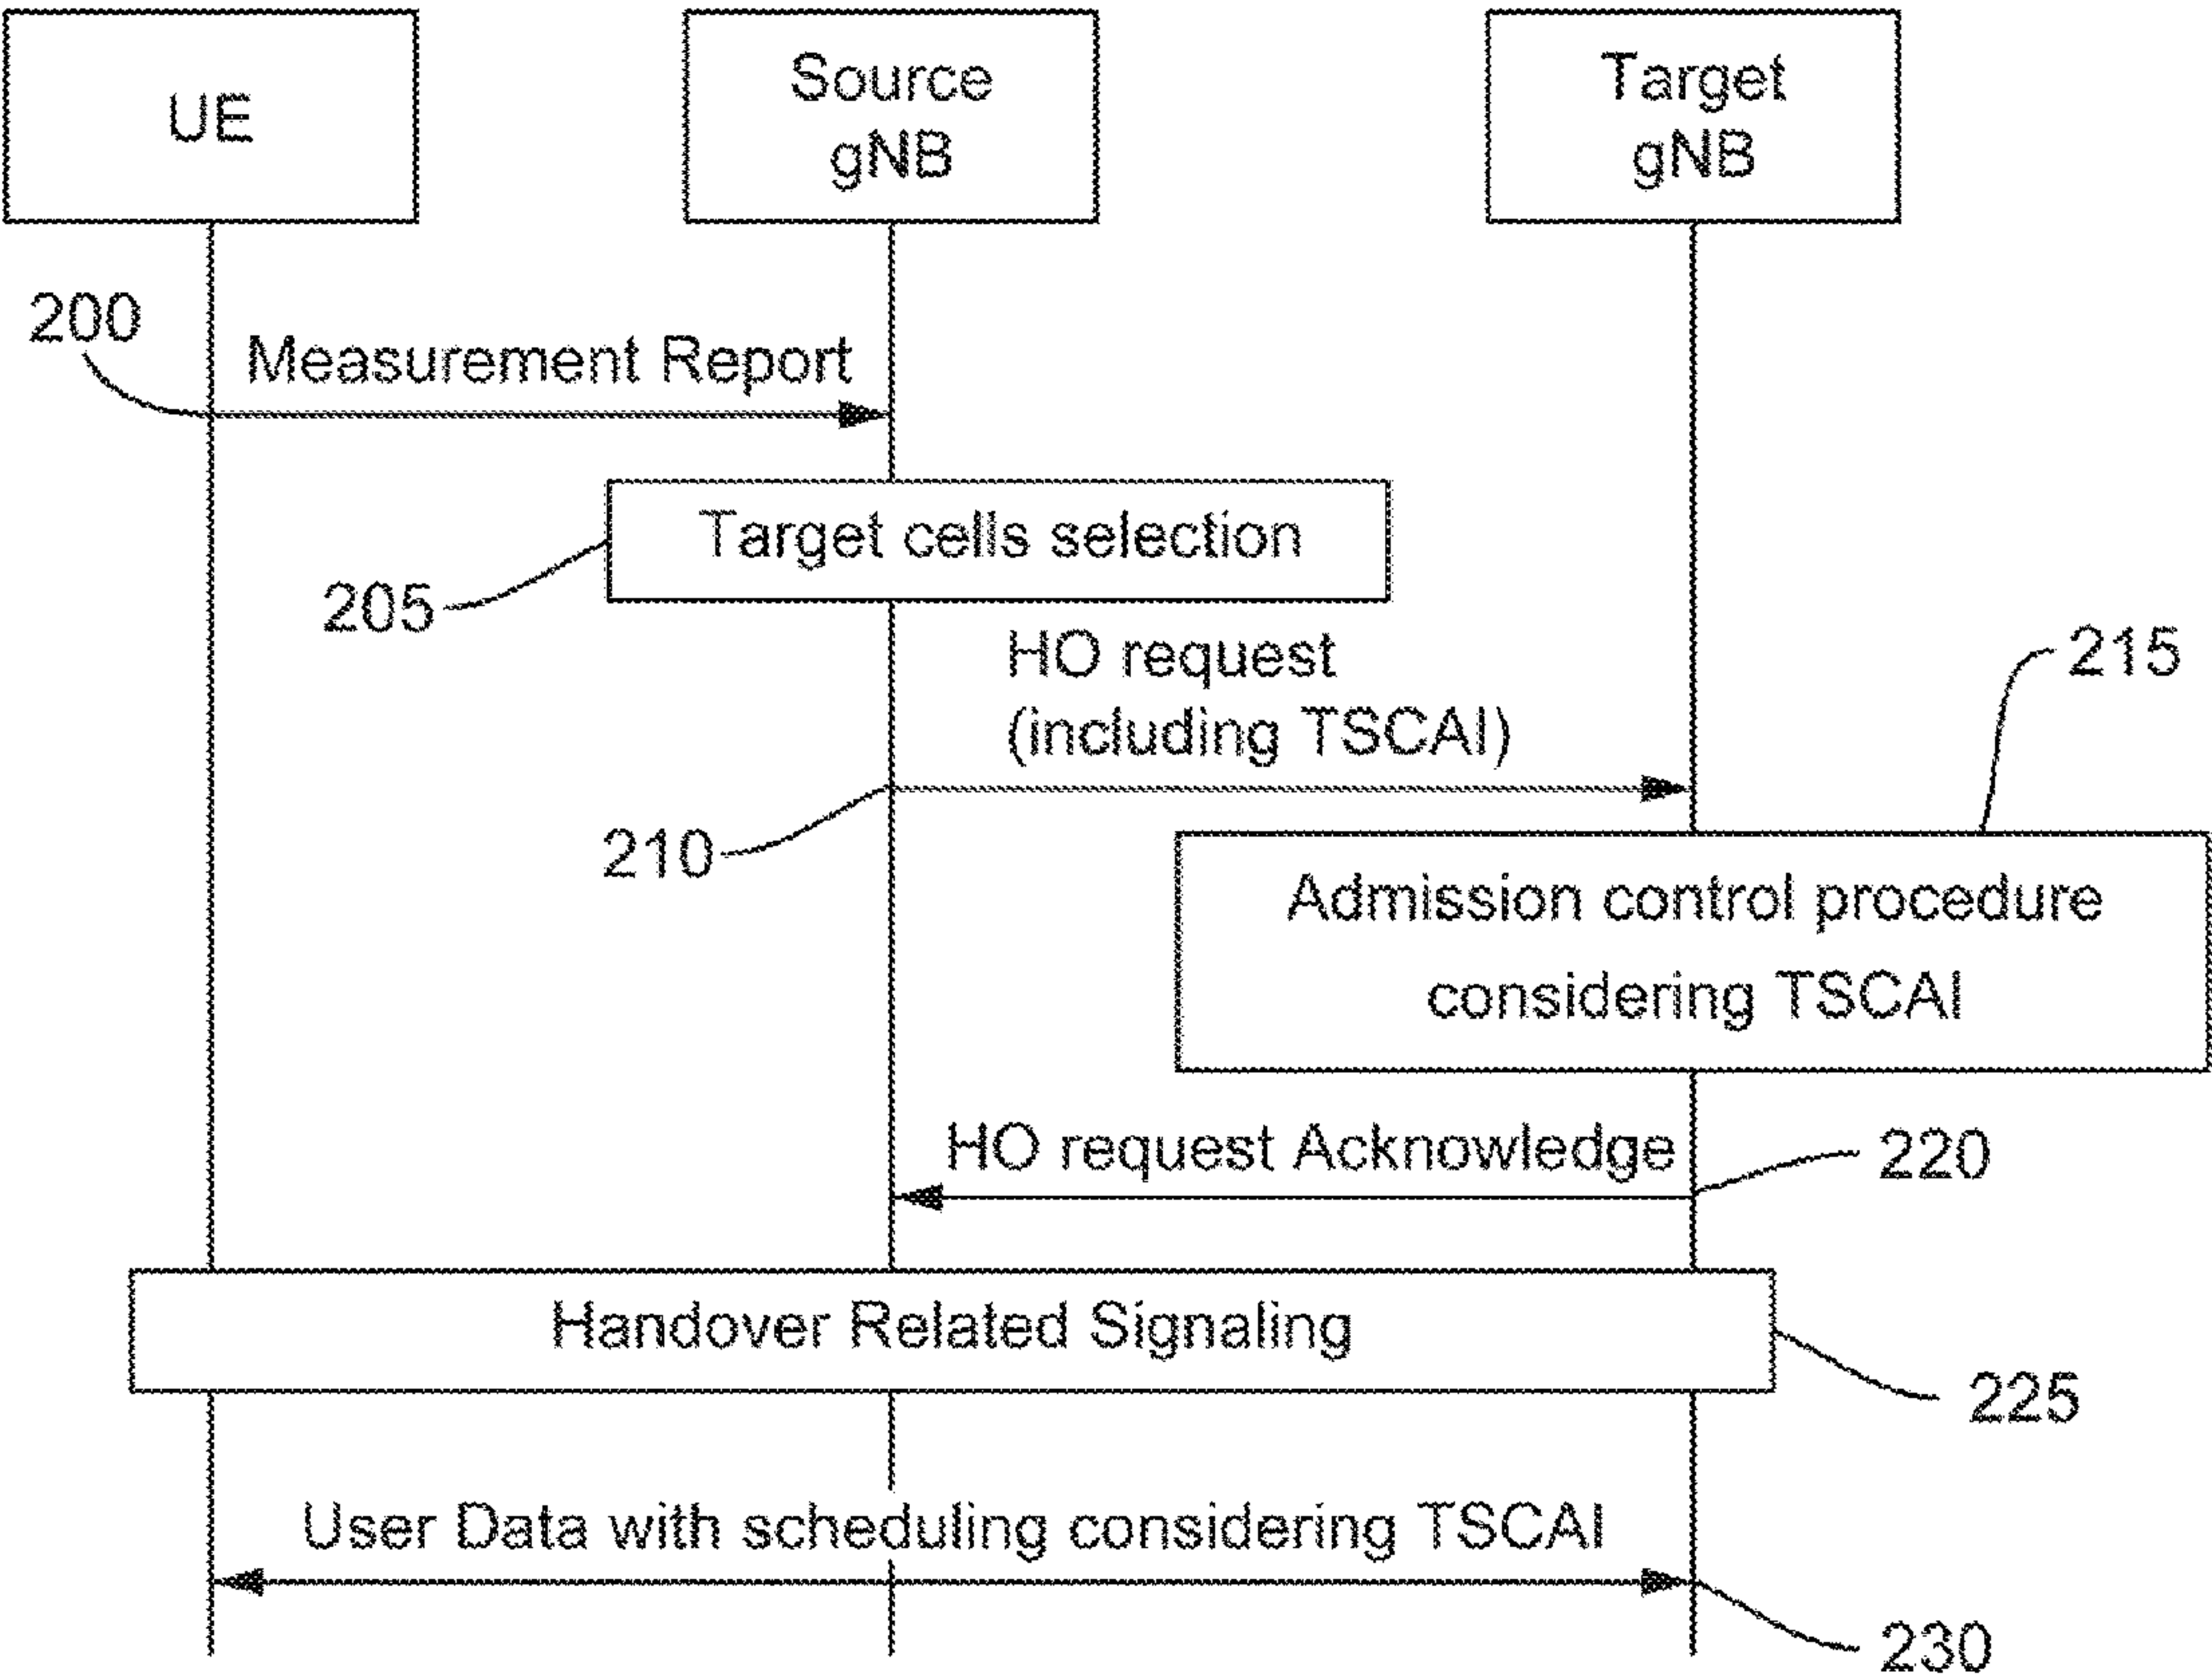 UE
Source
gNB
Target
gNB
200
Measurement Report
Target cells selection
205
HO request
(including TSCAI)
210
215
Admission control procedure
considering TSCAI
HO request Acknowledge
220
Handover Related Signaling
225
User Data with scheduling considering TSCAI
230